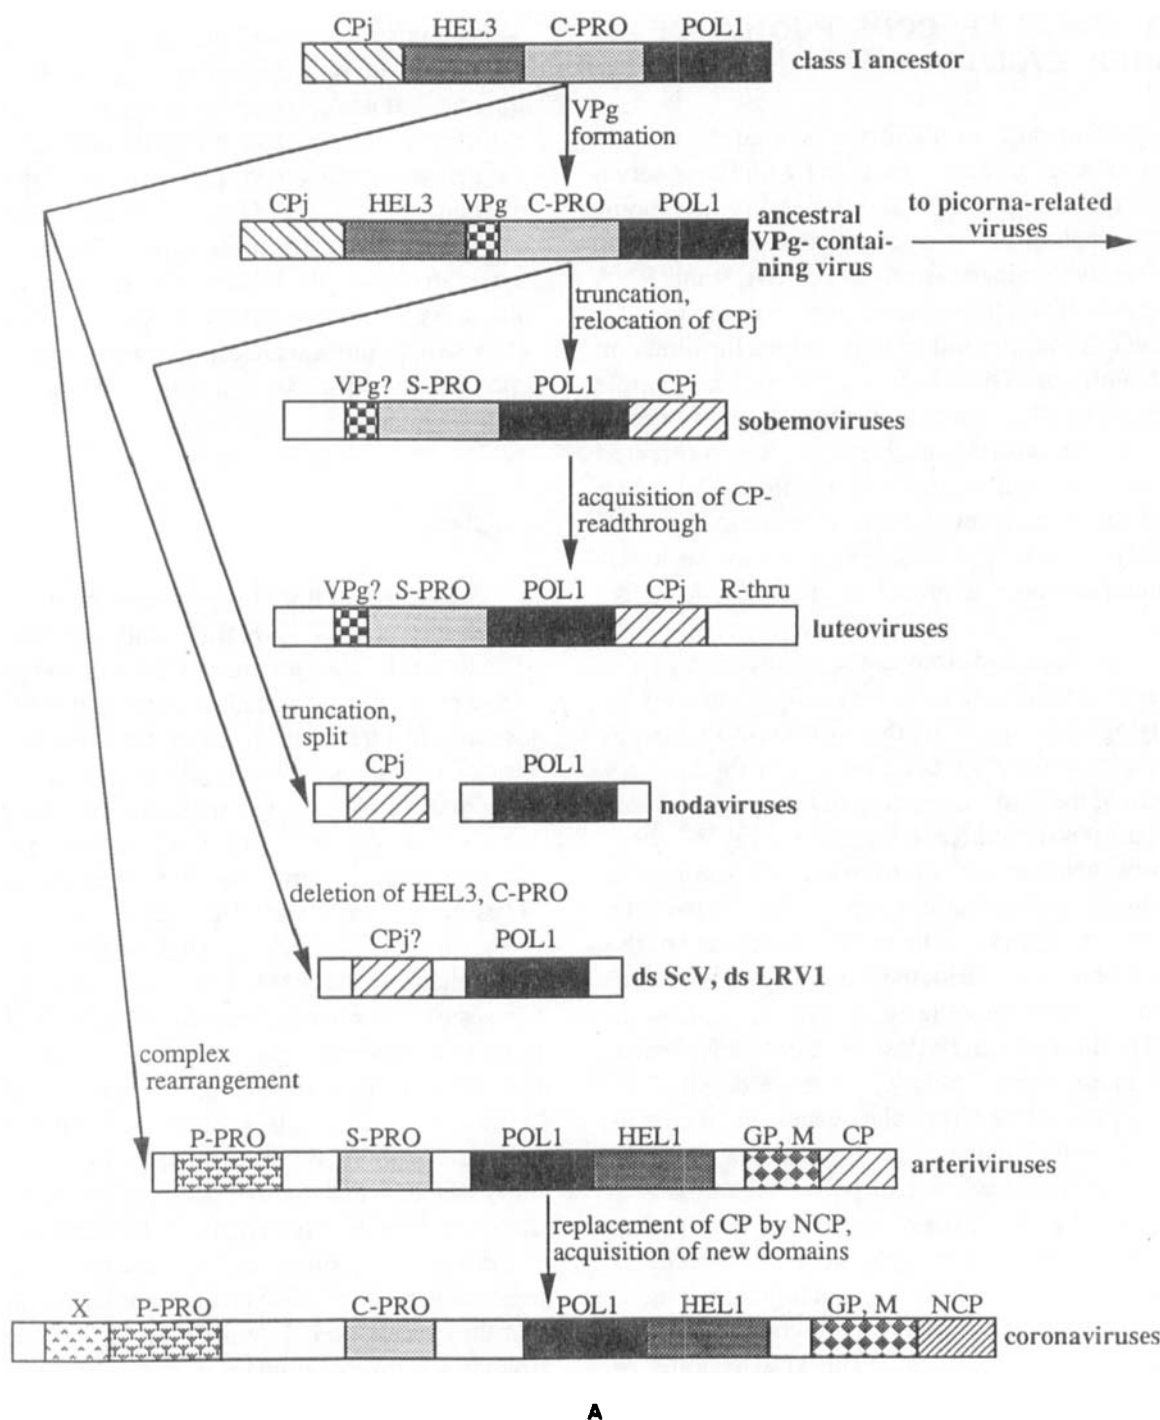 CPj HEL3 C-PRO POL1
class I ancestor
VPg
formation
CPj HEL3 VPg C-PRO POL1
ancestral
VPg- contai-
ning virus
to picorna-related
viruses
truncation,
relocation of CPj
VPg? S-PRO POL1 CPj
sobemoviruses
acquisition of CP-
readthrough
VPg? S-PRO POL1 CPj R-thru
luteoviruses
truncation,
split
CPj POL1
nodaviruses
deletion of HEL3, C-PRO
CPj? POL1
ds ScV, ds LRV1
complex
rearrangement
P-PRO S-PRO POL1 HEL1 GP, M CP
arteriviruses
replacement of CP by NCP,
acquisition of new domains
X P-PRO C-PRO POL1 HEL1 GP, M NCP
coronaviruses
A